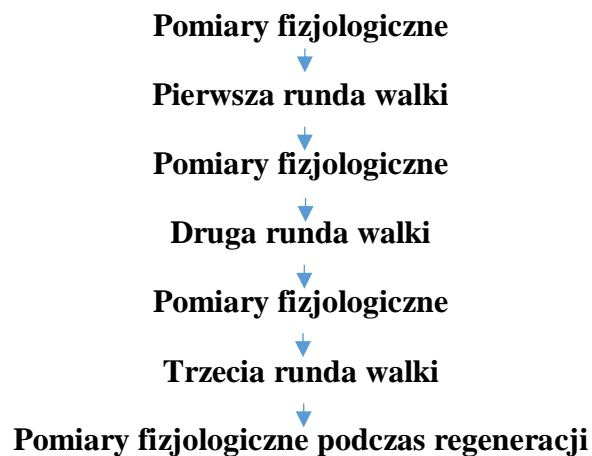 Pomiary fizjologiczne
Pierwsza runda walki
Pomiary fizjologiczne
Druga runda walki
Pomiary fizjologiczne
Trzecia runda walki
Pomiary fizjologiczne podczas regeneracji